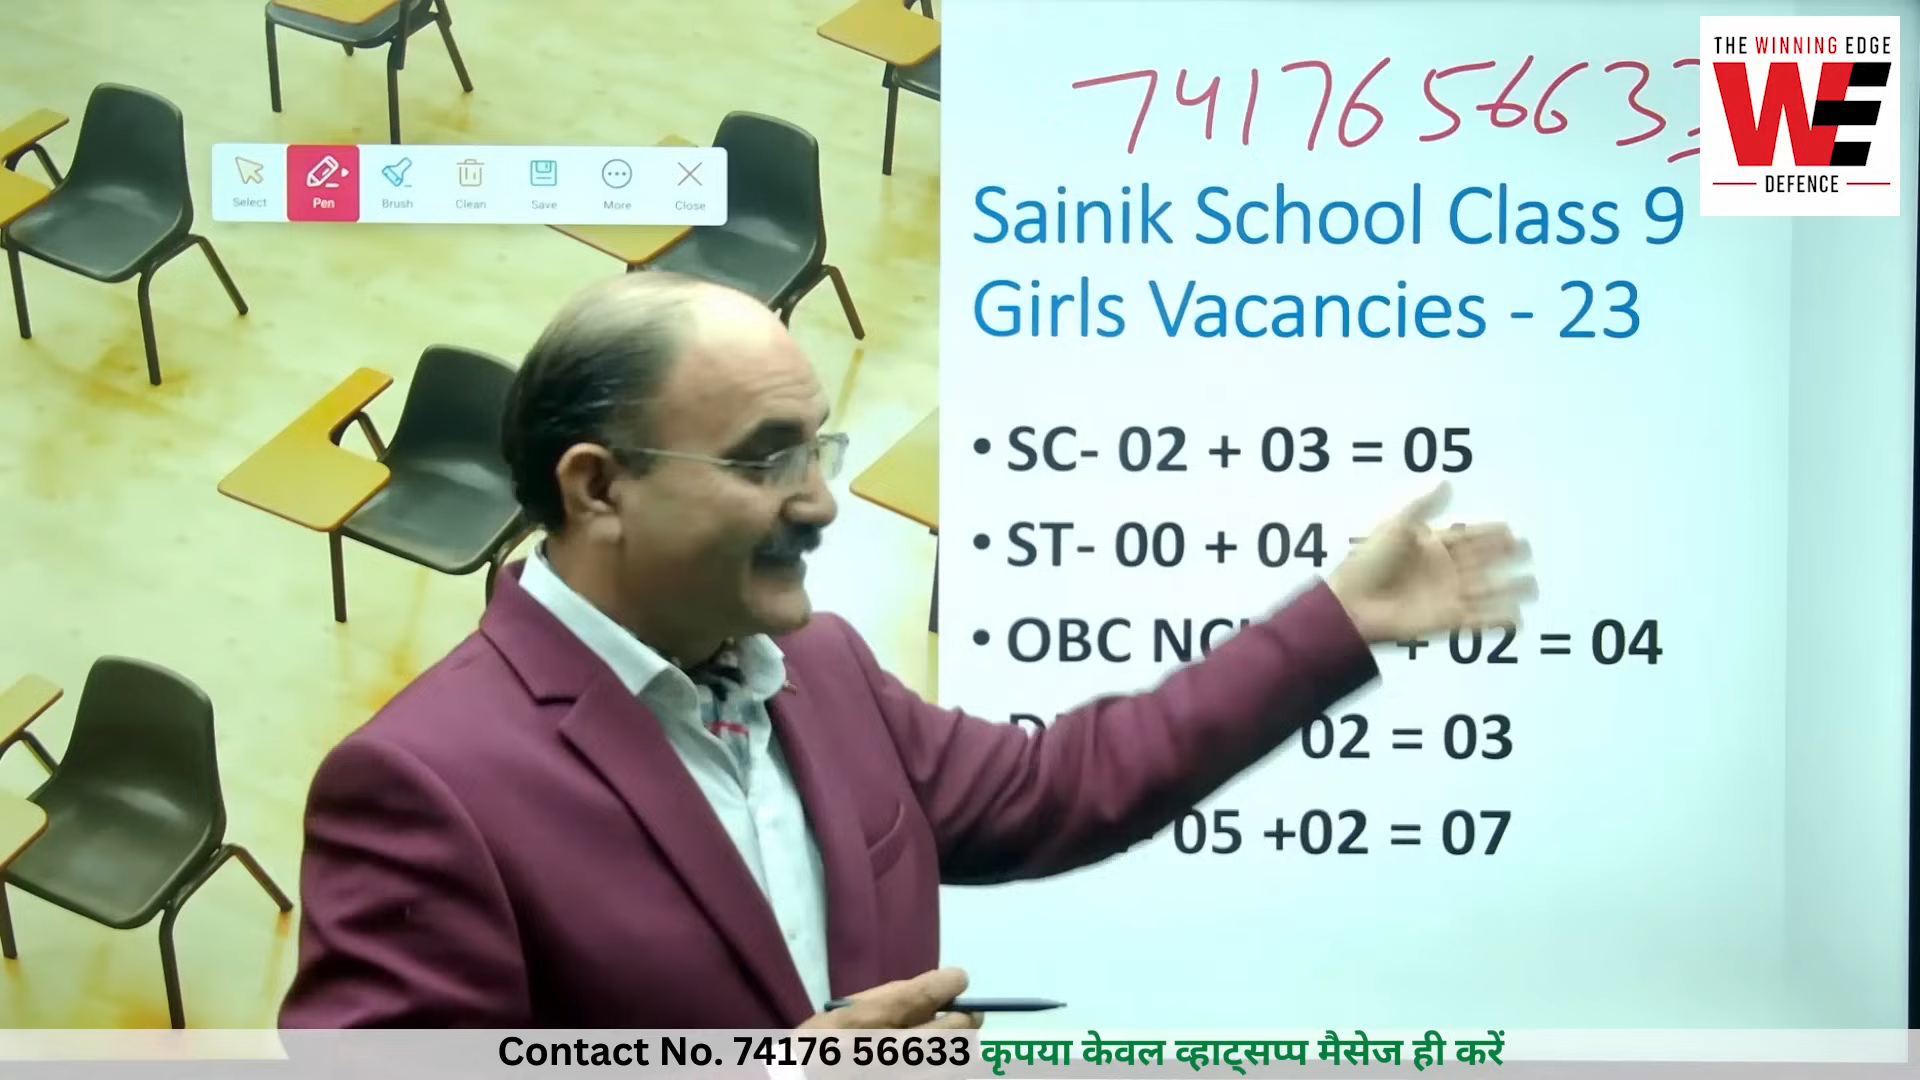 74176 56633
THE WINNING EDGE
WE
DEFENCE
Select Pen Brush Clean Save More Close
Sainik School Class 9
Girls Vacancies - 23
• SC- 02 + 03 = 05
• ST- 00 + 04 =
• OBC + 02 = 04
02 = 03
05 +02 = 07
Contact No. 74176 56633 कृपया केवल व्हाट्सप्प मैसेज ही करें